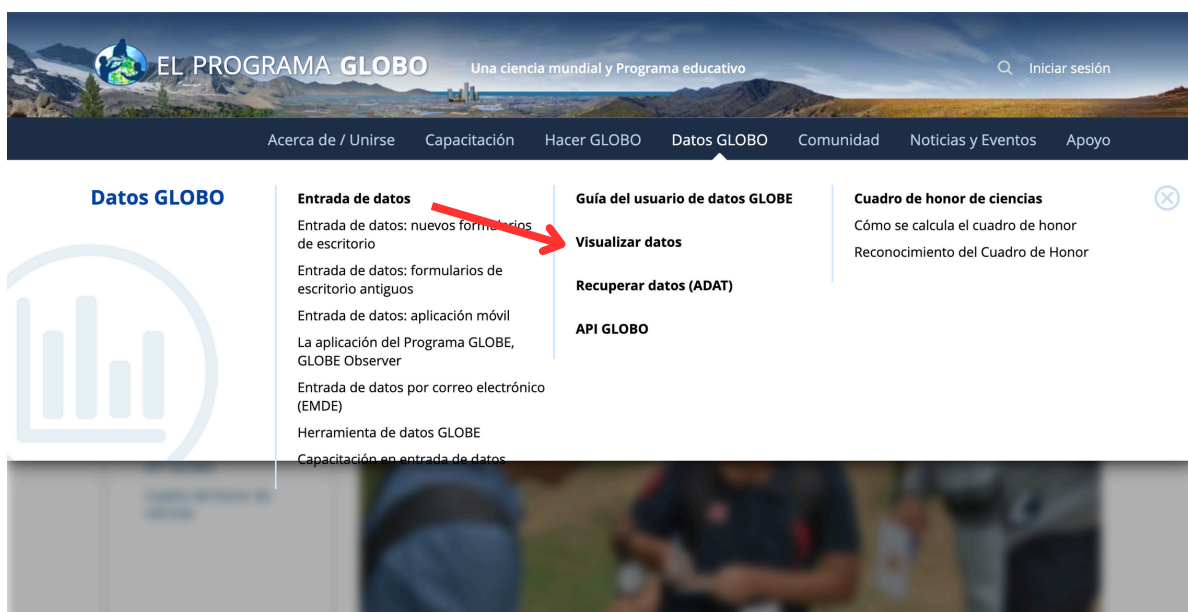 EL PROGRAMA GLOBO
Una ciencia mundial y Programa educativo
Iniciar sesión
Acerca de / Unirse
Capacitación
Hacer GLOBO
Datos GLOBO
Comunidad
Noticias y Eventos
Apoyo
Datos GLOBO
Entrada de datos
Entrada de datos: nuevos formularios
de escritorio
Entrada de datos: formularios de
escritorio antiguos
Entrada de datos: aplicación móvil
La aplicación del Programa GLOBE,
GLOBE Observer
Entrada de datos por correo electrónico
(EMDE)
Herramienta de datos GLOBE
Capacitación en entrada de datos
Guía del usuario de datos GLOBE
Visualizar datos
Recuperar datos (ADAT)
API GLOBO
Cuadro de honor de ciencias
Cómo se calcula el cuadro de honor
Reconocimiento del Cuadro de Honor